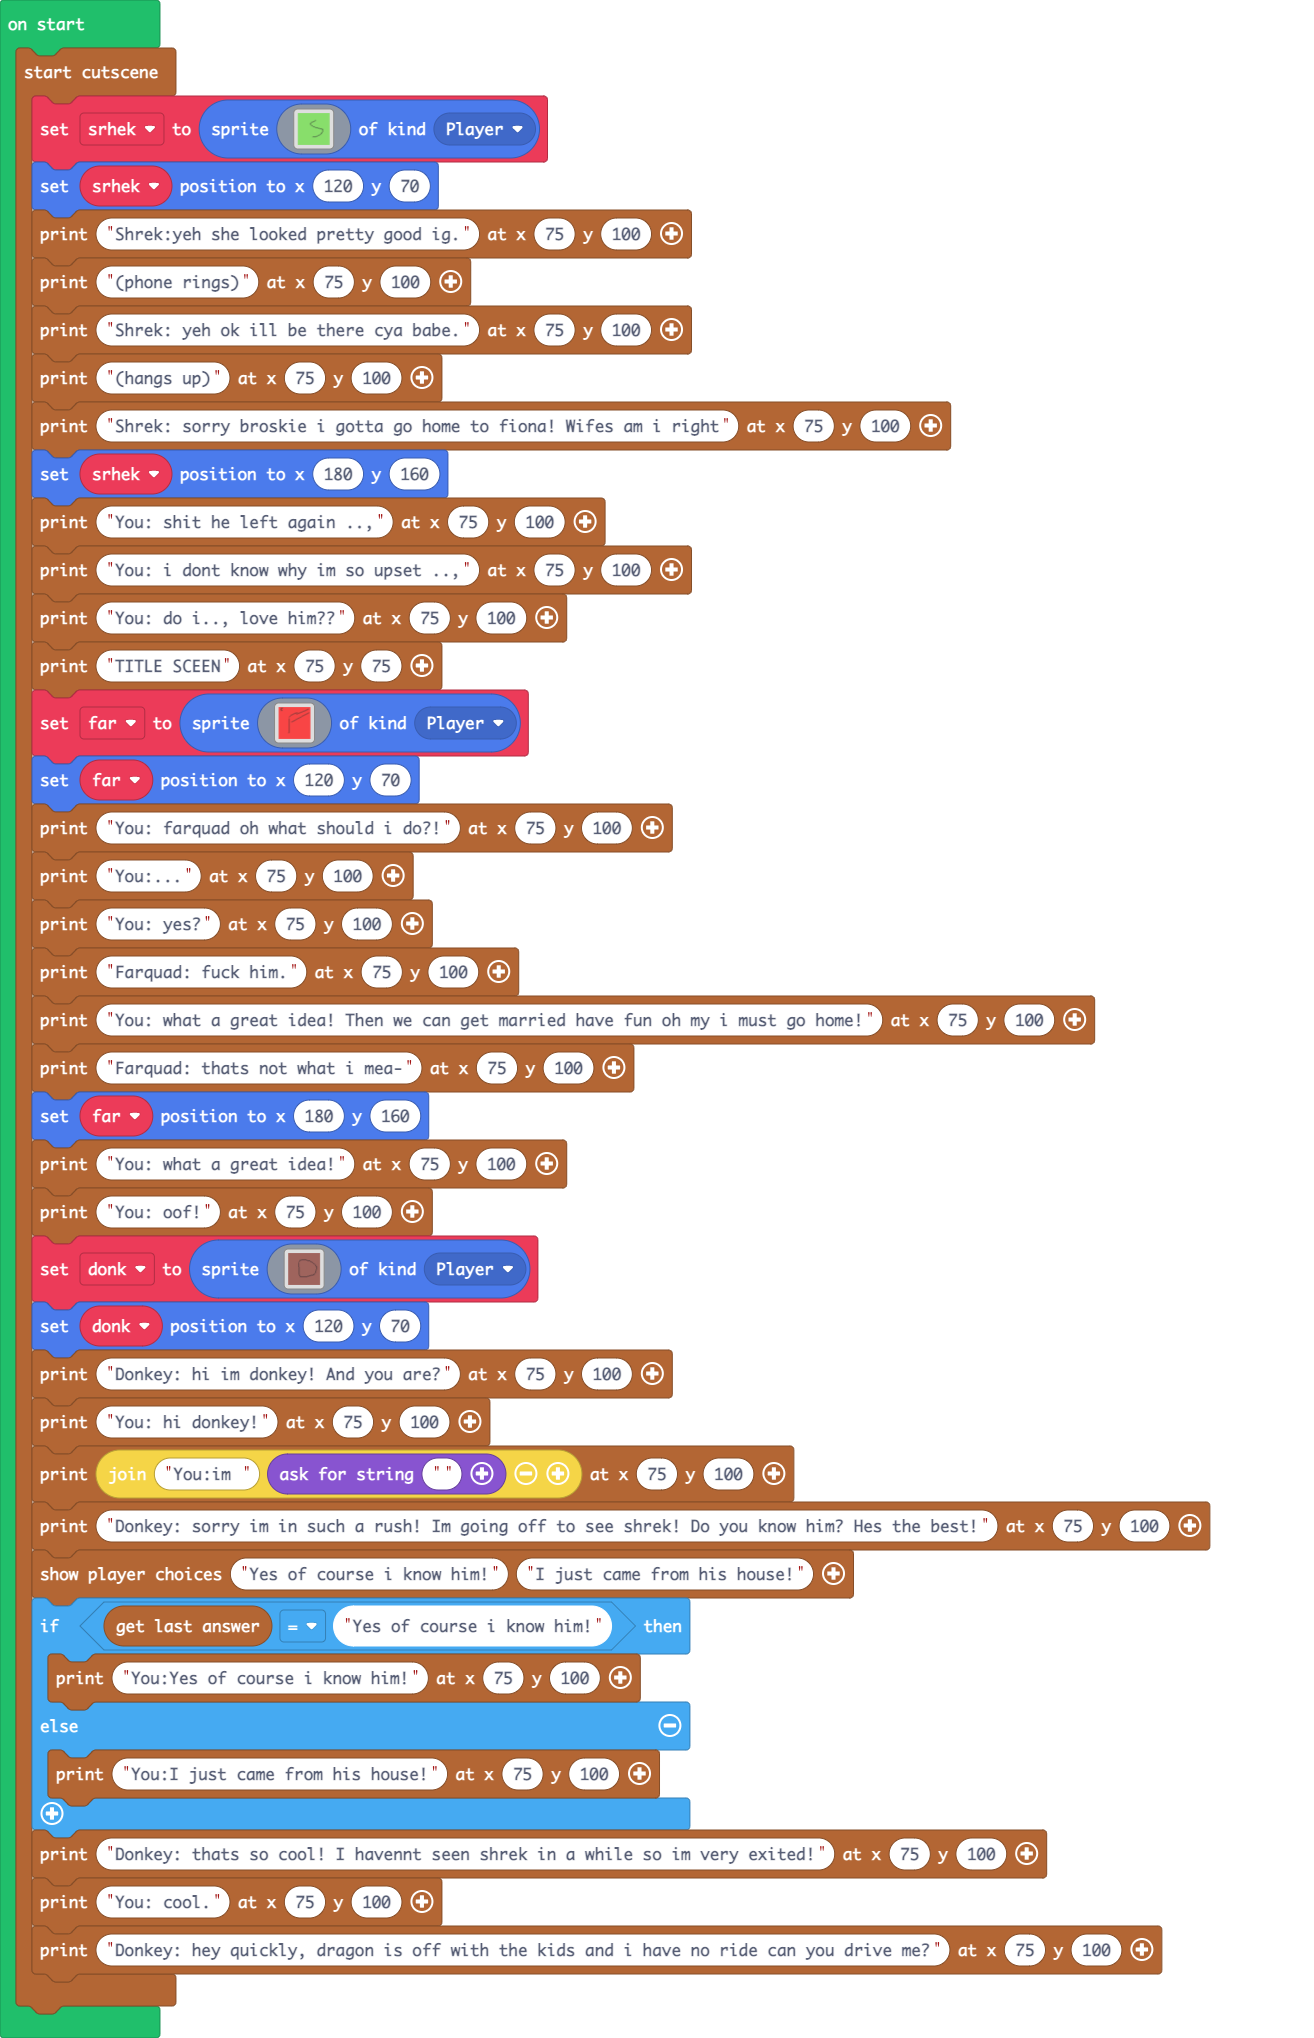 on start
start cutscene
set srhek to sprite S of kind Player
set srhek position to x 120 y 70
print "Shrek:yeh she looked pretty good ig." at x 75 y 100
print "(phone rings)" at x 75 y 100
print "Shrek: yeh ok ill be there cya babe." at x 75 y 100
print "(hangs up)" at x 75 y 100
print "Shrek: sorry broskie i gotta go home to fiona! Wifes am i right" at x 75 y 100
set srhek position to x 180 y 160
print "You: shit he left again ..," at x 75 y 100
print "You: i dont know why im so upset ..," at x 75 y 100
print "You: do i.., love him??" at x 75 y 100
print "TITLE SCEEN" at x 75 y 75
set far to sprite F of kind Player
set far position to x 120 y 70
print "You: farquad oh what should i do?!" at x 75 y 100
print "You:..." at x 75 y 100
print "You: yes?" at x 75 y 100
print "Farquad: fuck him." at x 75 y 100
print "You: what a great idea! Then we can get married have fun oh my i must go home!" at x 75 y 100
print "Farquad: thats not what i mea-" at x 75 y 100
set far position to x 180 y 160
print "You: what a great idea!" at x 75 y 100
print "You: oof!" at x 75 y 100
set donk to sprite D of kind Player
set donk position to x 120 y 70
print "Donkey: hi im donkey! And you are?" at x 75 y 100
print "You: hi donkey!" at x 75 y 100
print join "You:im " ask for string "" at x 75 y 100
print "Donkey: sorry im in such a rush! Im going off to see shrek! Do you know him? Hes the best!" at x 75 y 100
show player choices "Yes of course i know him!" "I just came from his house!"
if get last answer = "Yes of course i know him!" then
print "You:Yes of course i know him!" at x 75 y 100
else
print "You:I just came from his house!" at x 75 y 100
print "Donkey: thats so cool! I havennt seen shrek in a while so im very exited!" at x 75 y 100
print "You: cool." at x 75 y 100
print "Donkey: hey quickly, dragon is off with the kids and i have no ride can you drive me?" at x 75 y 100